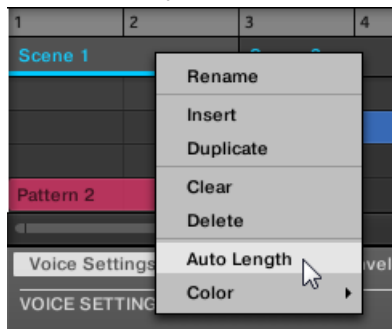 1 2 3 4
Scene 1
Rename
Insert
Duplicate
Clear
Pattern 2
Delete
Voice Settings
Auto Length
Color
VOICE SETTING